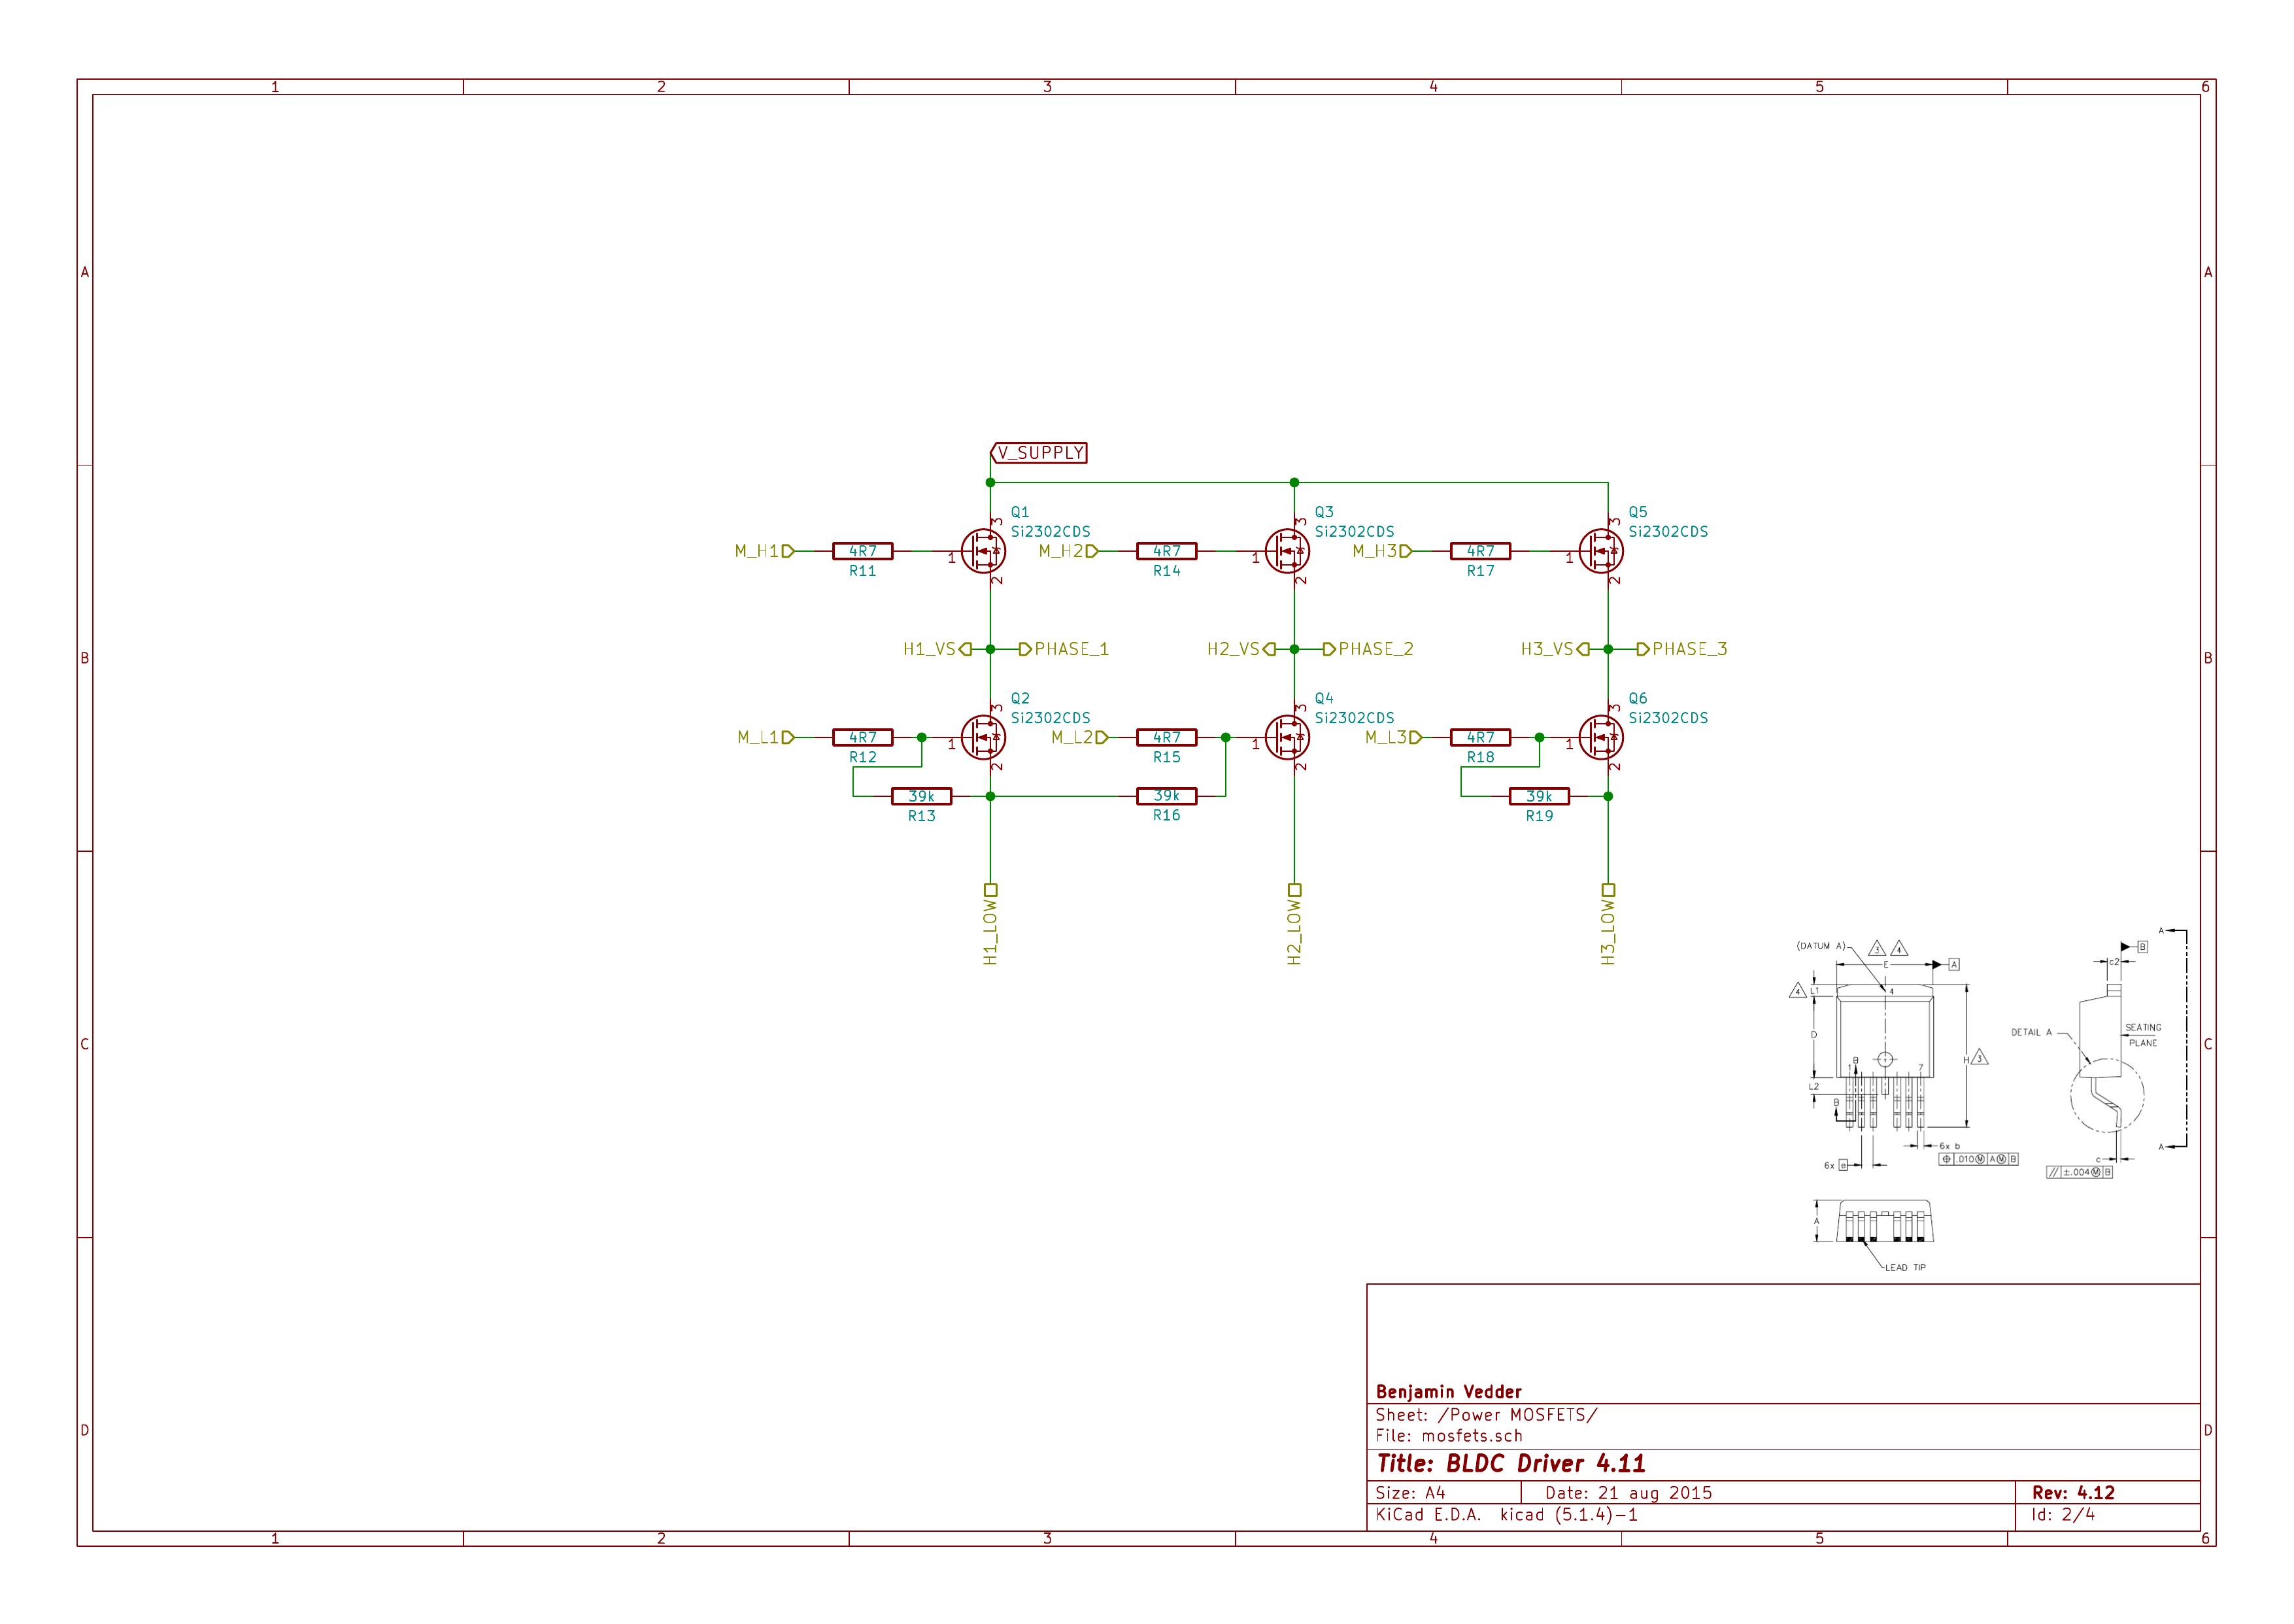 1 2 3 4 5 6
A A
V_SUPPLY
Q1 Q3 Q5
Si2302CDS Si2302CDS Si2302CDS
3 3 3
M_H1 4R7 1 M_H2 4R7 1 M_H3 4R7 1
R11 R14 R17
2 2 2
H1_VS PHASE_1 H2_VS PHASE_2 H3_VS PHASE_3
B B
Q2 Q4 Q6
Si2302CDS Si2302CDS Si2302CDS
3 3 3
M_L1 4R7 1 M_L2 4R7 1 M_L3 4R7 1
R12 R15 R18
2 2 2
39k 39k 39k
R13 R16 R19
H1_LOW H2_LOW H3_LOW
(DATUM A) 3 4 A B
E A c2
4 L1 4
D DETAIL A SEATING
PLANE
C C
B H 3
1 7
L2
B
6x b A
6x e .010 M A M B c
// ±.004 M B
A
LEAD TIP
Benjamin Vedder
Sheet: /Power MOSFETS/
D D
File: mosfets.sch
Title: BLDC Driver 4.11
Size: A4 Date: 21 aug 2015 Rev: 4.12
KiCad E.D.A. kicad (5.1.4)-1 Id: 2/4
1 2 3 4 5 6